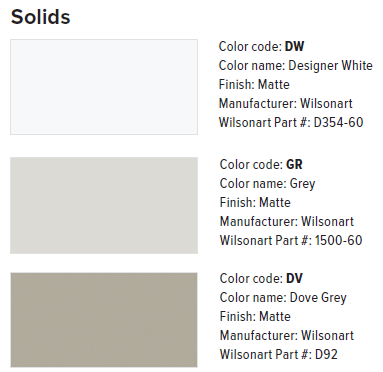 Solids
Color code: DW
Color name: Designer White
Finish: Matte
Manufacturer: Wilsonart
Wilsonart Part #: D354-60
Color code: GR
Color name: Grey
Finish: Matte
Manufacturer: Wilsonart
Wilsonart Part #: 1500-60
Color code: DV
Color name: Dove Grey
Finish: Matte
Manufacturer: Wilsonart
Wilsonart Part #: D92